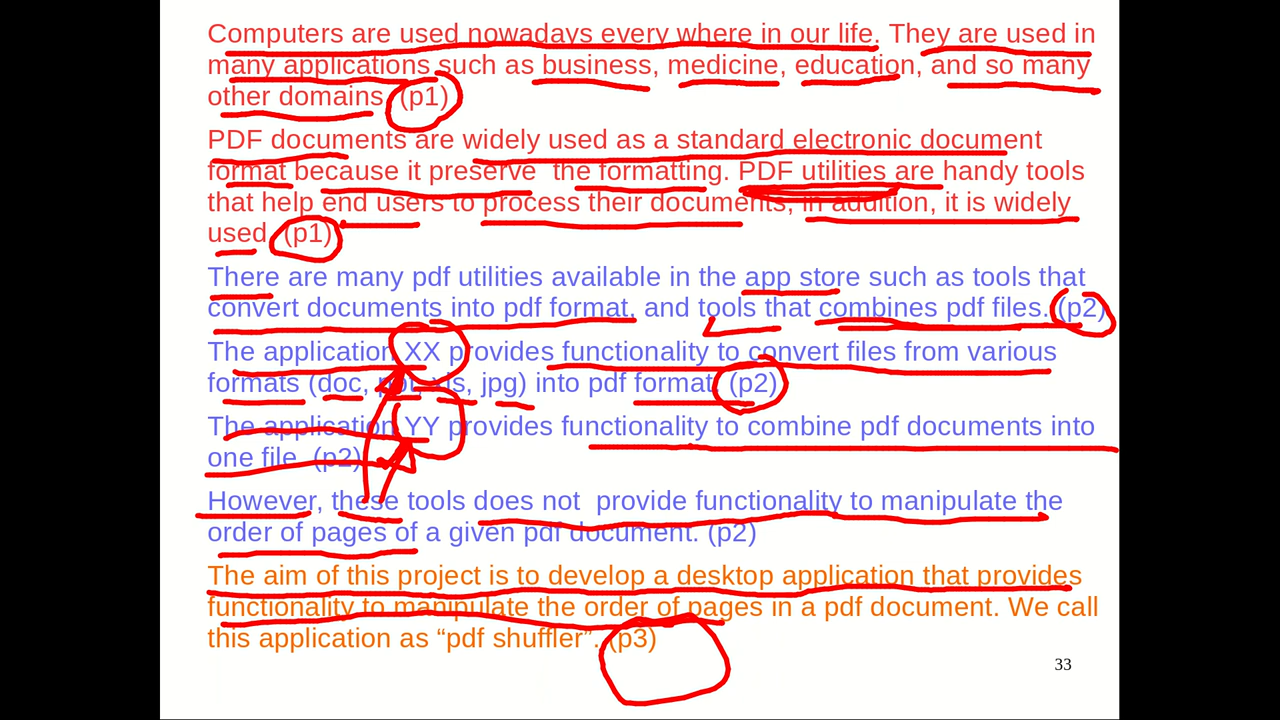 Computers are used nowadays every where in our life. They are used in
many applications such as business, medicine, education, and so many
other domains. (p1)
PDF documents are widely used as a standard electronic document
format because it preserve the formatting. PDF utilities are handy tools
that help end users to process their documents, in addition, it is widely
used. (p1)
There are many pdf utilities available in the app store such as tools that
convert documents into pdf format, and tools that combines pdf files. (p2)
The application XX provides functionality to convert files from various
formats (doc, ppt, xls, jpg) into pdf format. (p2)
The application YY provides functionality to combine pdf documents into
one file. (p2)
However, these tools does not provide functionality to manipulate the
order of pages of a given pdf document. (p2)
The aim of this project is to develop a desktop application that provides
functionality to manipulate the order of pages in a pdf document. We call
this application as “pdf shuffler”. (p3)
33